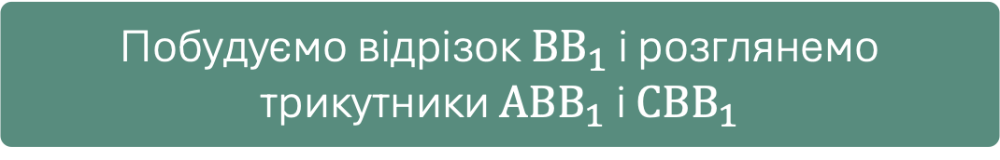 Побудуємо відрізок BB₁ і розглянемо
трикутники ABB₁ і CBB₁